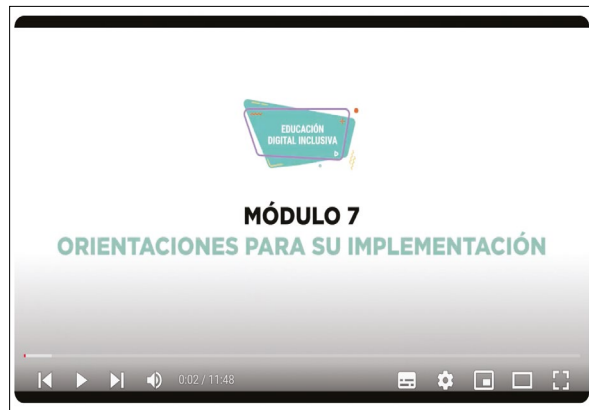 EDUCACIÓN
DIGITAL INCLUSIVA
MÓDULO 7
ORIENTACIONES PARA SU IMPLEMENTACIÓN
0:02 / 11:48